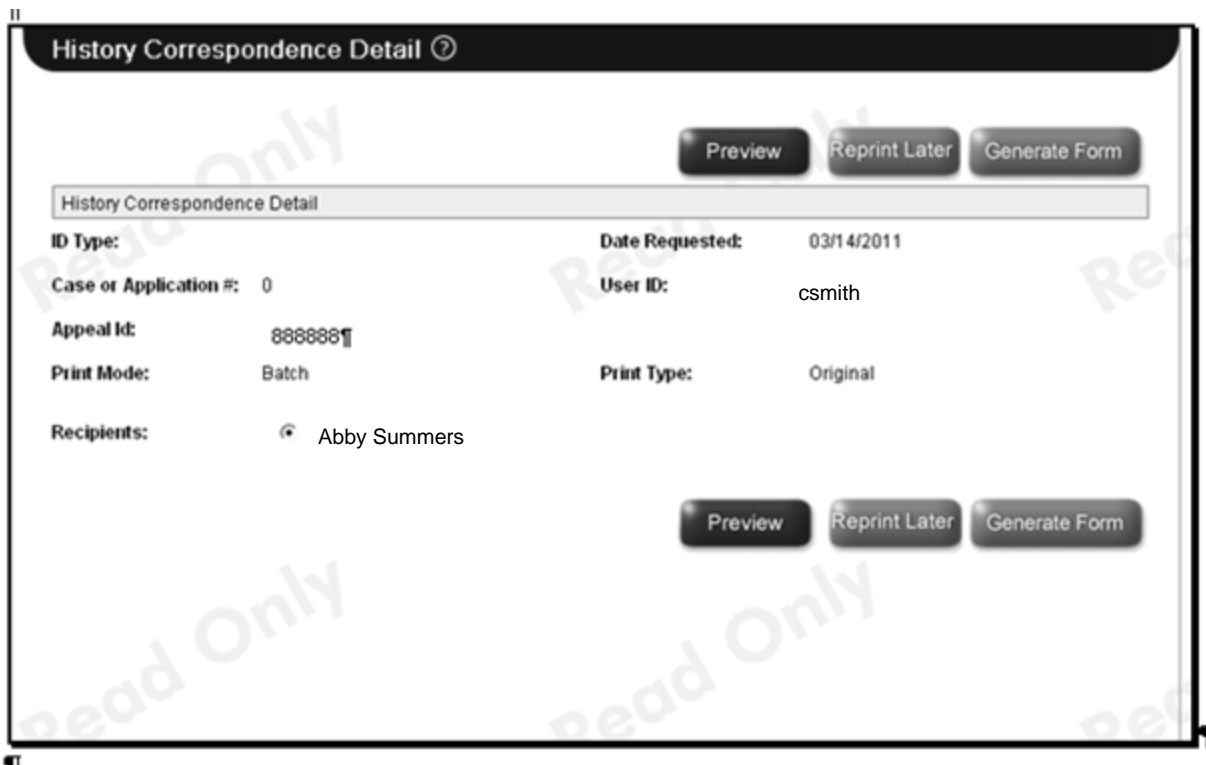 History Correspondence Detail ?
Read Only Read Only
Preview Reprint Later Generate Form
History Correspondence Detail
ID Type: Date Requested: 03/14/2011
Case or Application #: 0 User ID: csmith
Appeal Id: 888888¶
Print Mode: Batch Print Type: Original
Recipients: Abby Summers
Preview Reprint Later Generate Form
Read Only Read Only
¶